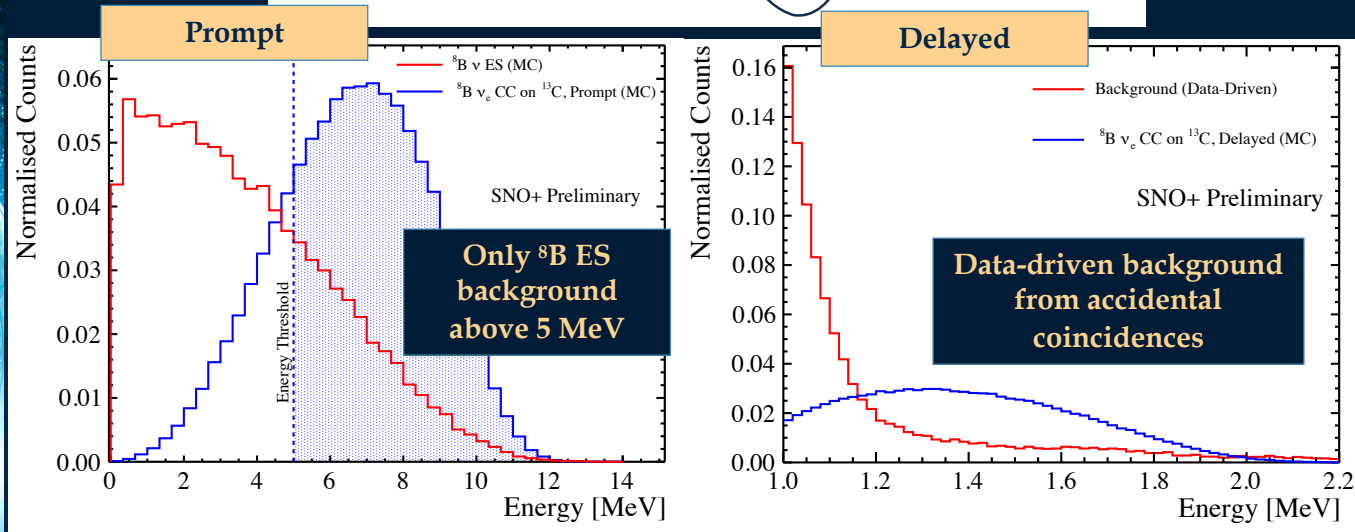 Prompt
Normalised Counts
0.06
0.05
0.04
0.03
0.02
0.01
0.00
⁸B ν ES (MC)
⁸B νₑ CC on ¹³C, Prompt (MC)
SNO+ Preliminary
Energy Threshold
Only ⁸B ES
background
above 5 MeV
0 2 4 6 8 10 12 14
Energy [MeV]
Delayed
Normalised Counts
0.16
0.14
0.12
0.10
0.08
0.06
0.04
0.02
0.00
Background (Data-Driven)
⁸B νₑ CC on ¹³C, Delayed (MC)
SNO+ Preliminary
Data-driven background
from accidental
coincidences
1.0 1.2 1.4 1.6 1.8 2.0 2.2
Energy [MeV]